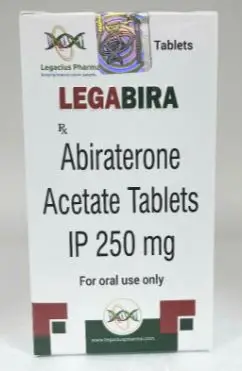 Legacius Pharma
Tablets
LEGABIRA
Rx
Abiraterone
Acetate Tablets
IP 250 mg
For oral use only
www.legaciuspharma.com